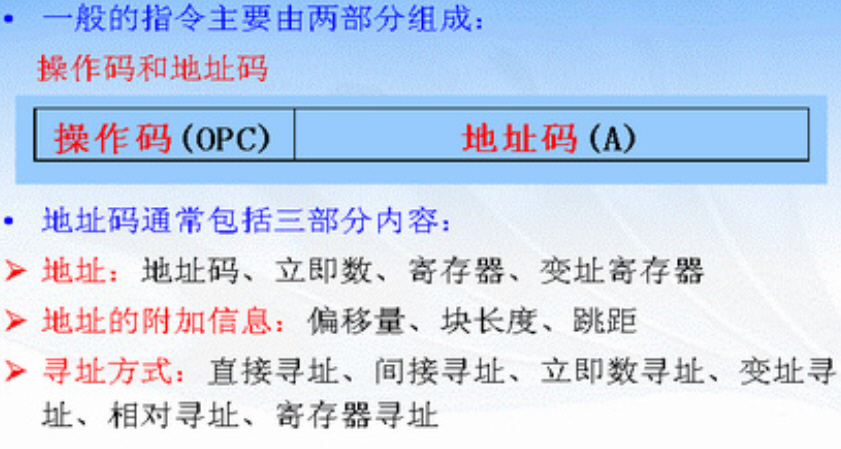 • 一般的指令主要由两部分组成：
操作码和地址码
操作码(OPC) 地址码(A)
• 地址码通常包括三部分内容：
➢ 地址：地址码、立即数、寄存器、变址寄存器
➢ 地址的附加信息：偏移量、块长度、跳距
➢ 寻址方式：直接寻址、间接寻址、立即数寻址、变址寻
址、相对寻址、寄存器寻址